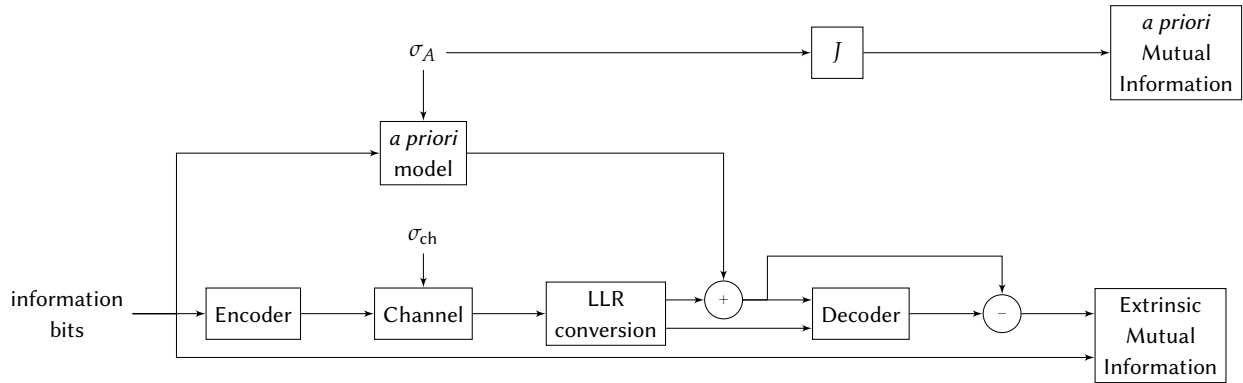 σ_A
J
a priori
Mutual
Information
a priori
model
σ_ch
information
bits
Encoder
Channel
LLR
conversion
+
Decoder
−
Extrinsic
Mutual
Information